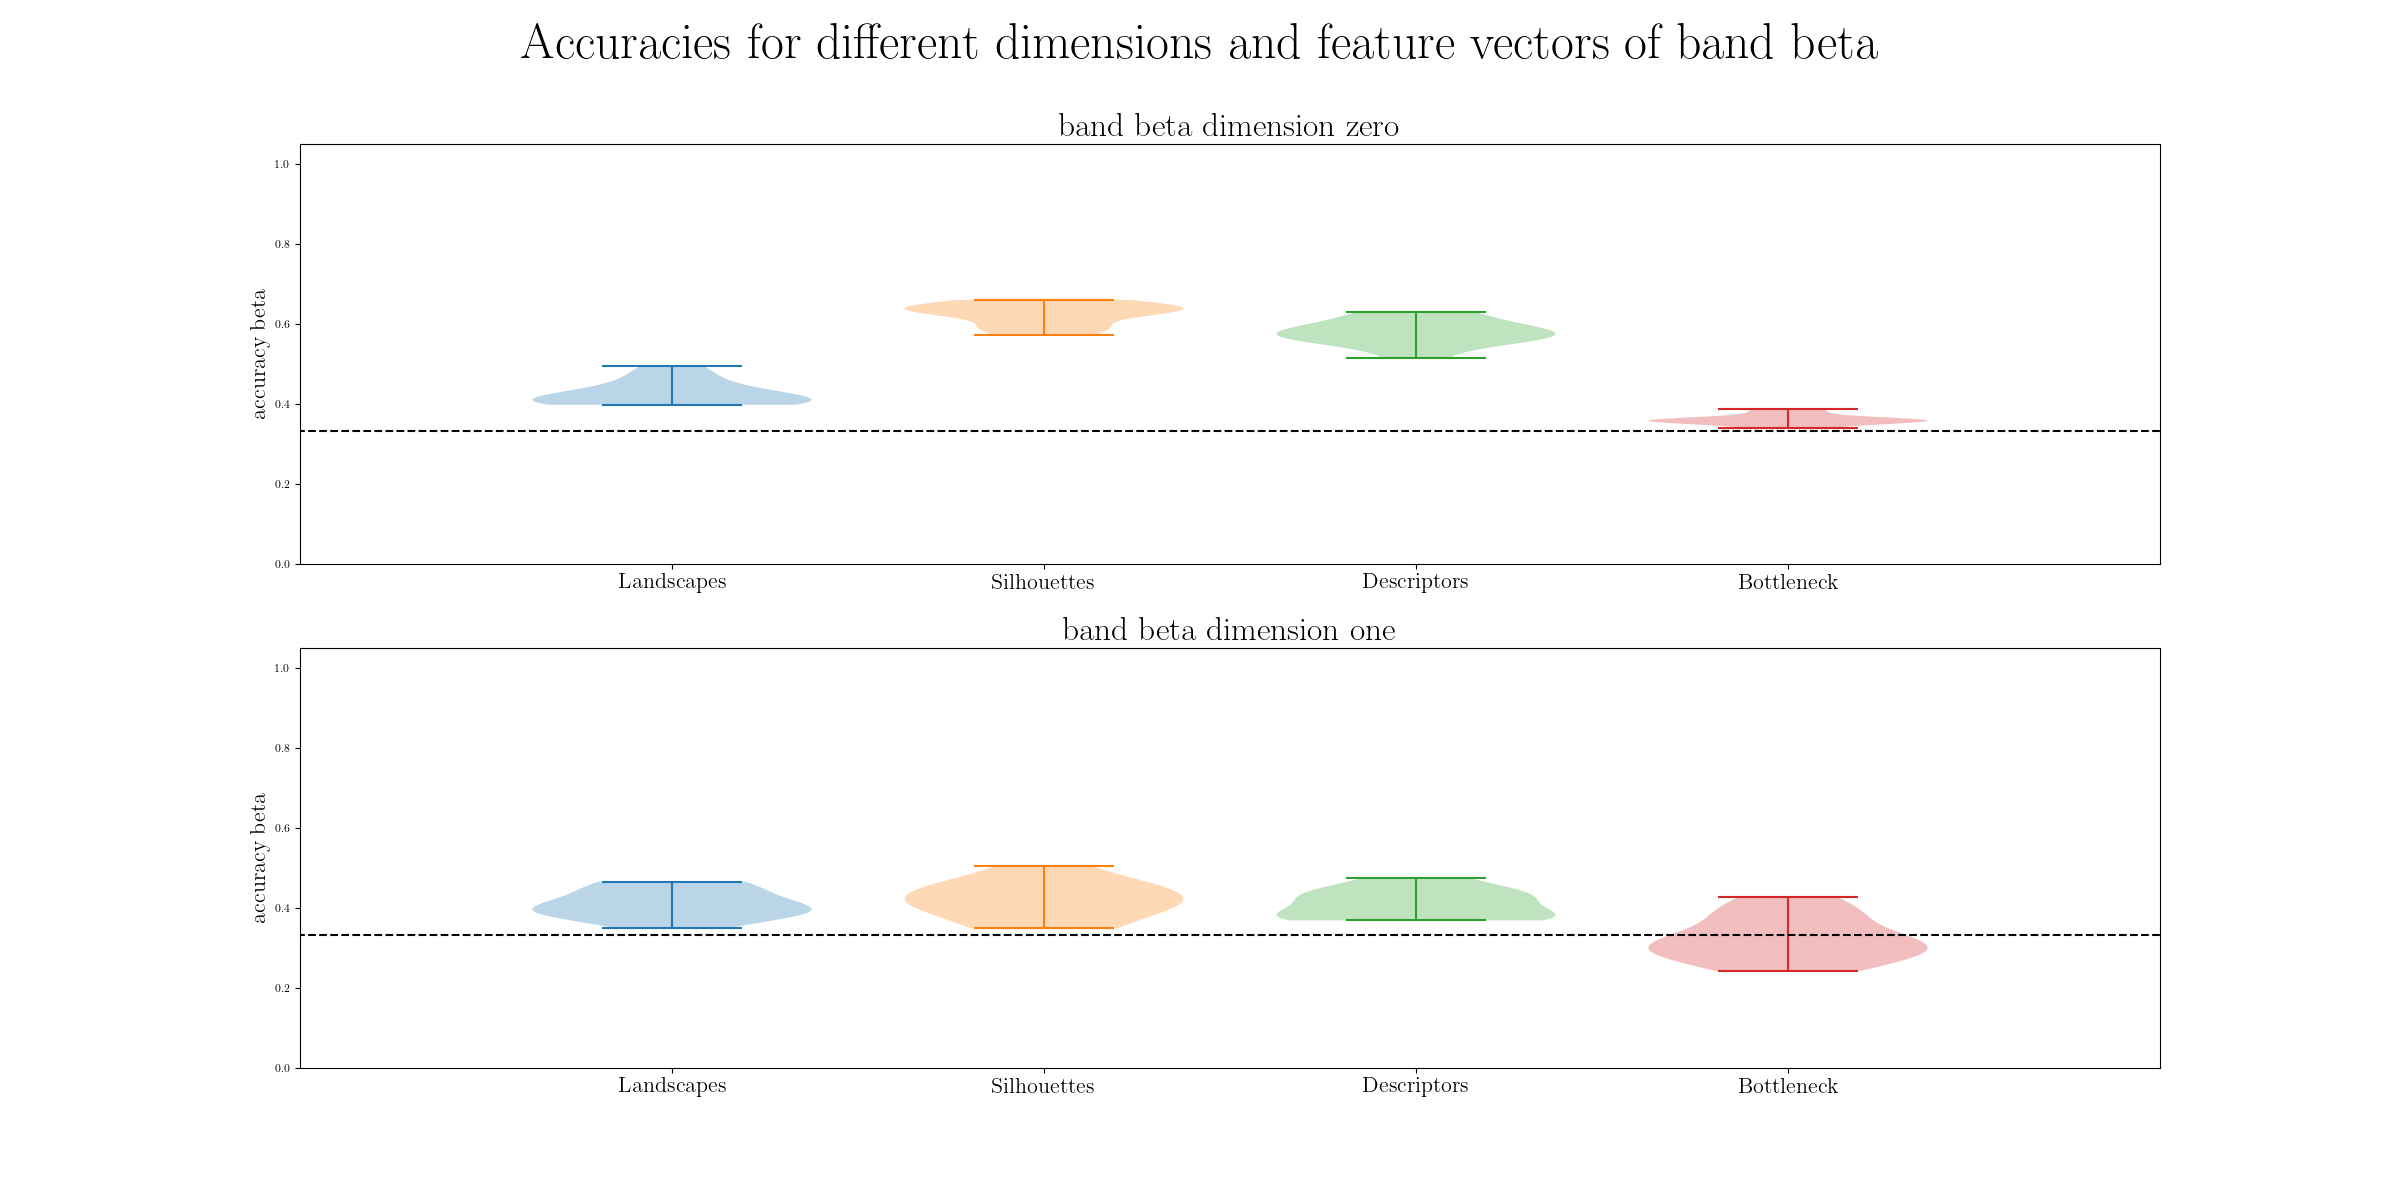 Accuracies for different dimensions and feature vectors of band beta
band beta dimension zero
1.0
0.8
0.6
0.4
0.2
0.0
accuracy beta
Landscapes Silhouettes Descriptors Bottleneck
band beta dimension one
1.0
0.8
0.6
0.4
0.2
0.0
accuracy beta
Landscapes Silhouettes Descriptors Bottleneck